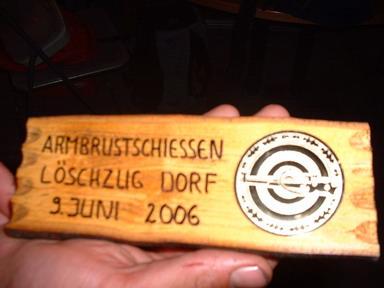 ARMBRUSTSCHIESSEN
LÖSCHZUG DORF
9.JUNI 2006